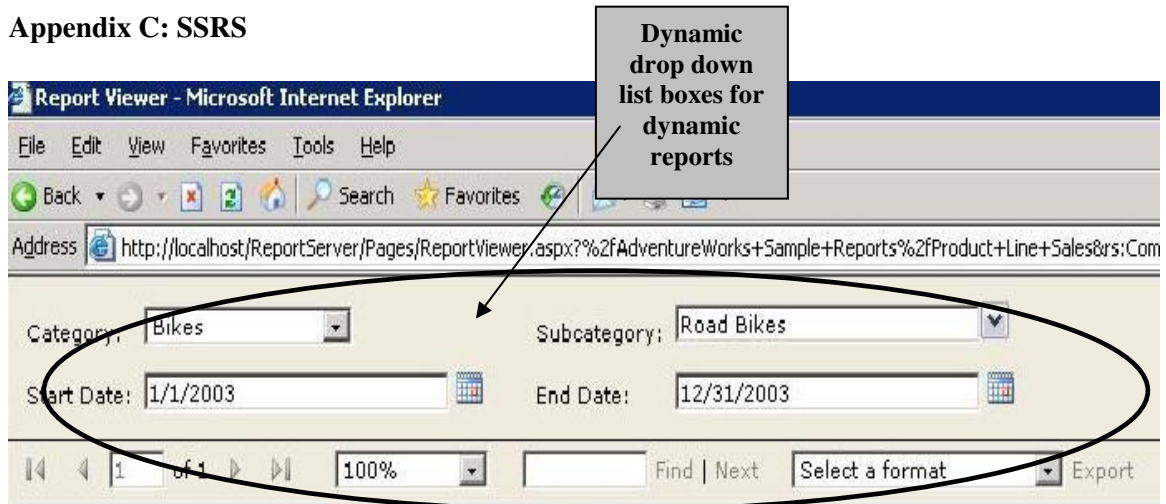 Appendix C: SSRS
Dynamic
drop down
list boxes for
dynamic
reports
Report Viewer - Microsoft Internet Explorer
File Edit View Favorites Tools Help
Back Search Favorites
Address http://localhost/ReportServer/Pages/ReportViewer.aspx?%2fAdventureWorks+Sample+Reports%2fProduct+Line+Sales&rs:Com
Category: Bikes Subcategory: Road Bikes
Start Date: 1/1/2003 End Date: 12/31/2003
1 of 1 100% Find | Next Select a format Export